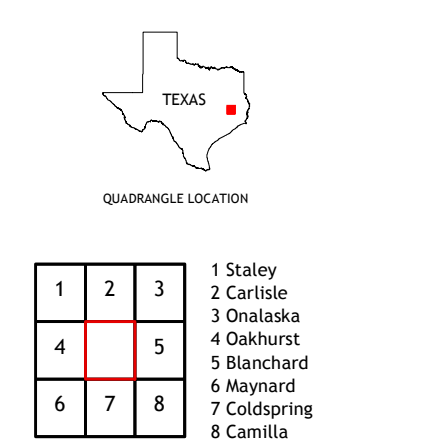 TEXAS
QUADRANGLE LOCATION
1 2 3
4 5
6 7 8
1 Staley
2 Carlisle
3 Onalaska
4 Oakhurst
5 Blanchard
6 Maynard
7 Coldspring
8 Camilla